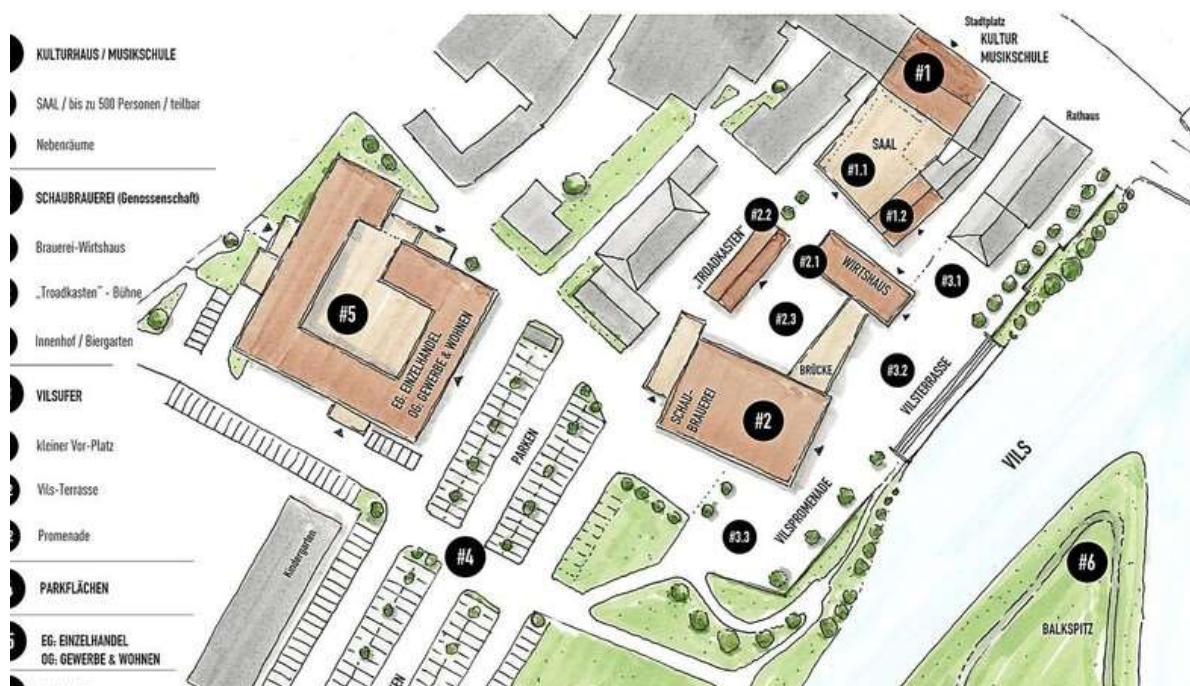 KULTURHAUS / MUSIKSCHULE
SAAL / bis zu 500 Personen / teilbar
Nebenräume
SCHAUBRAUEREI (Genossenschaft)
Brauerei-Wirtshaus
„Troadkasten" - Bühne
Innenhof / Biergarten
VILSUFER
kleiner Vor-Platz
Vils-Terrasse
Promenade
PARKFLÄCHEN
EG: EINZELHANDEL
OG: GEWERBE & WOHNEN
Stadtplatz
KULTUR
MUSIKSCHULE
#1
Rathaus
SAAL
#1.1
#1.2
#2.2
„TROADKASTEN"
#2.1
WIRTSHAUS
#3.1
#2.3
#5
EG: EINZELHANDEL
OG: GEWERBE & WOHNEN
BRÜCKE
#3.2
SCHAU-
BRAUEREI
#2
VILSTERRASSE
PARKEN
VILS
VILSPROMENADE
#3.3
Kindergarten
#4
#6
BALKSPITZ